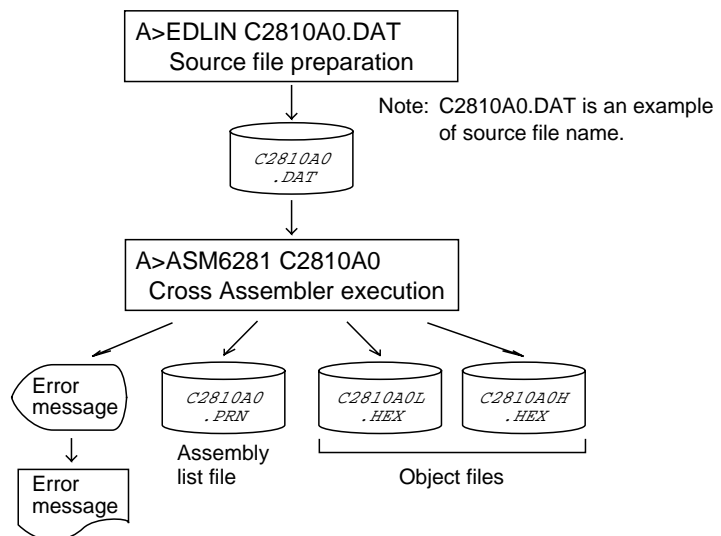 A>EDLIN C2810A0.DAT
Source file preparation
Note: C2810A0.DAT is an example
of source file name.
C2810A0
.DAT
A>ASM6281 C2810A0
Cross Assembler execution
Error
message
C2810A0
.PRN
C2810A0L
.HEX
C2810A0H
.HEX
Assembly
list file
Object files
Error
message